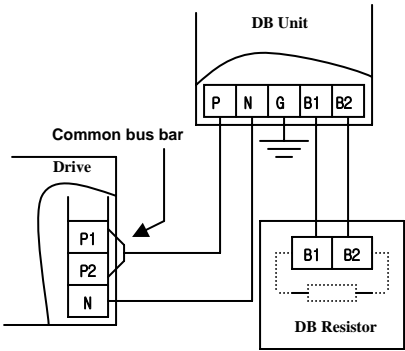 DB Unit
P N G B1 B2
Common bus bar
Drive
P1
P2
N
B1 B2
DB Resistor